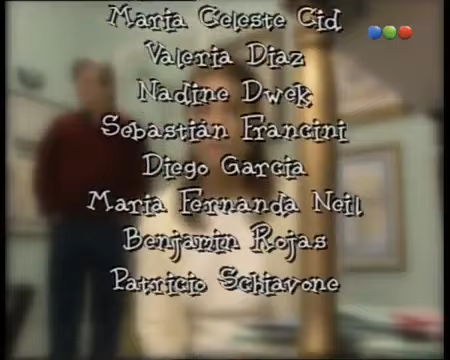 Maria Celeste Cid
Valeria Diaz
Nadine Dwek
Sebastián Francini
Diego Garcia
Maria Fernanda Neil
Benjamin Rojas
Patricio Schiavone